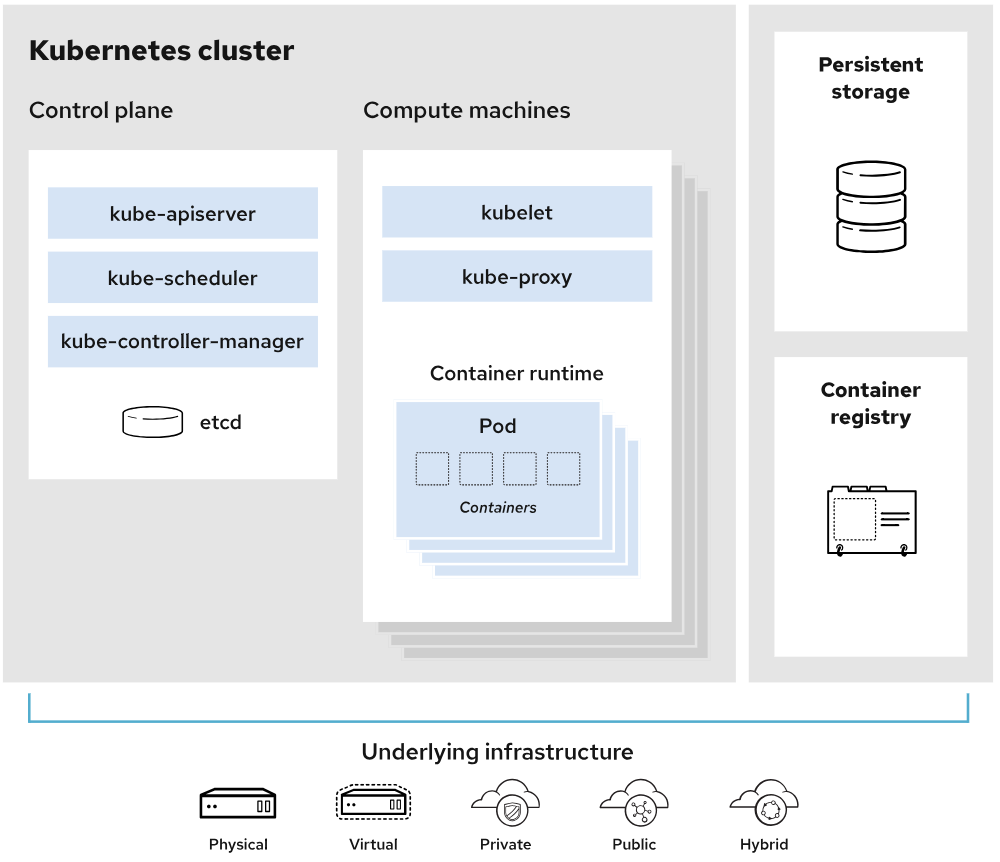 Kubernetes cluster
Control plane
kube-apiserver
kube-scheduler
kube-controller-manager
etcd
Compute machines
kubelet
kube-proxy
Container runtime
Pod
Containers
Persistent
storage
Container
registry
Underlying infrastructure
Physical
Virtual
Private
Public
Hybrid